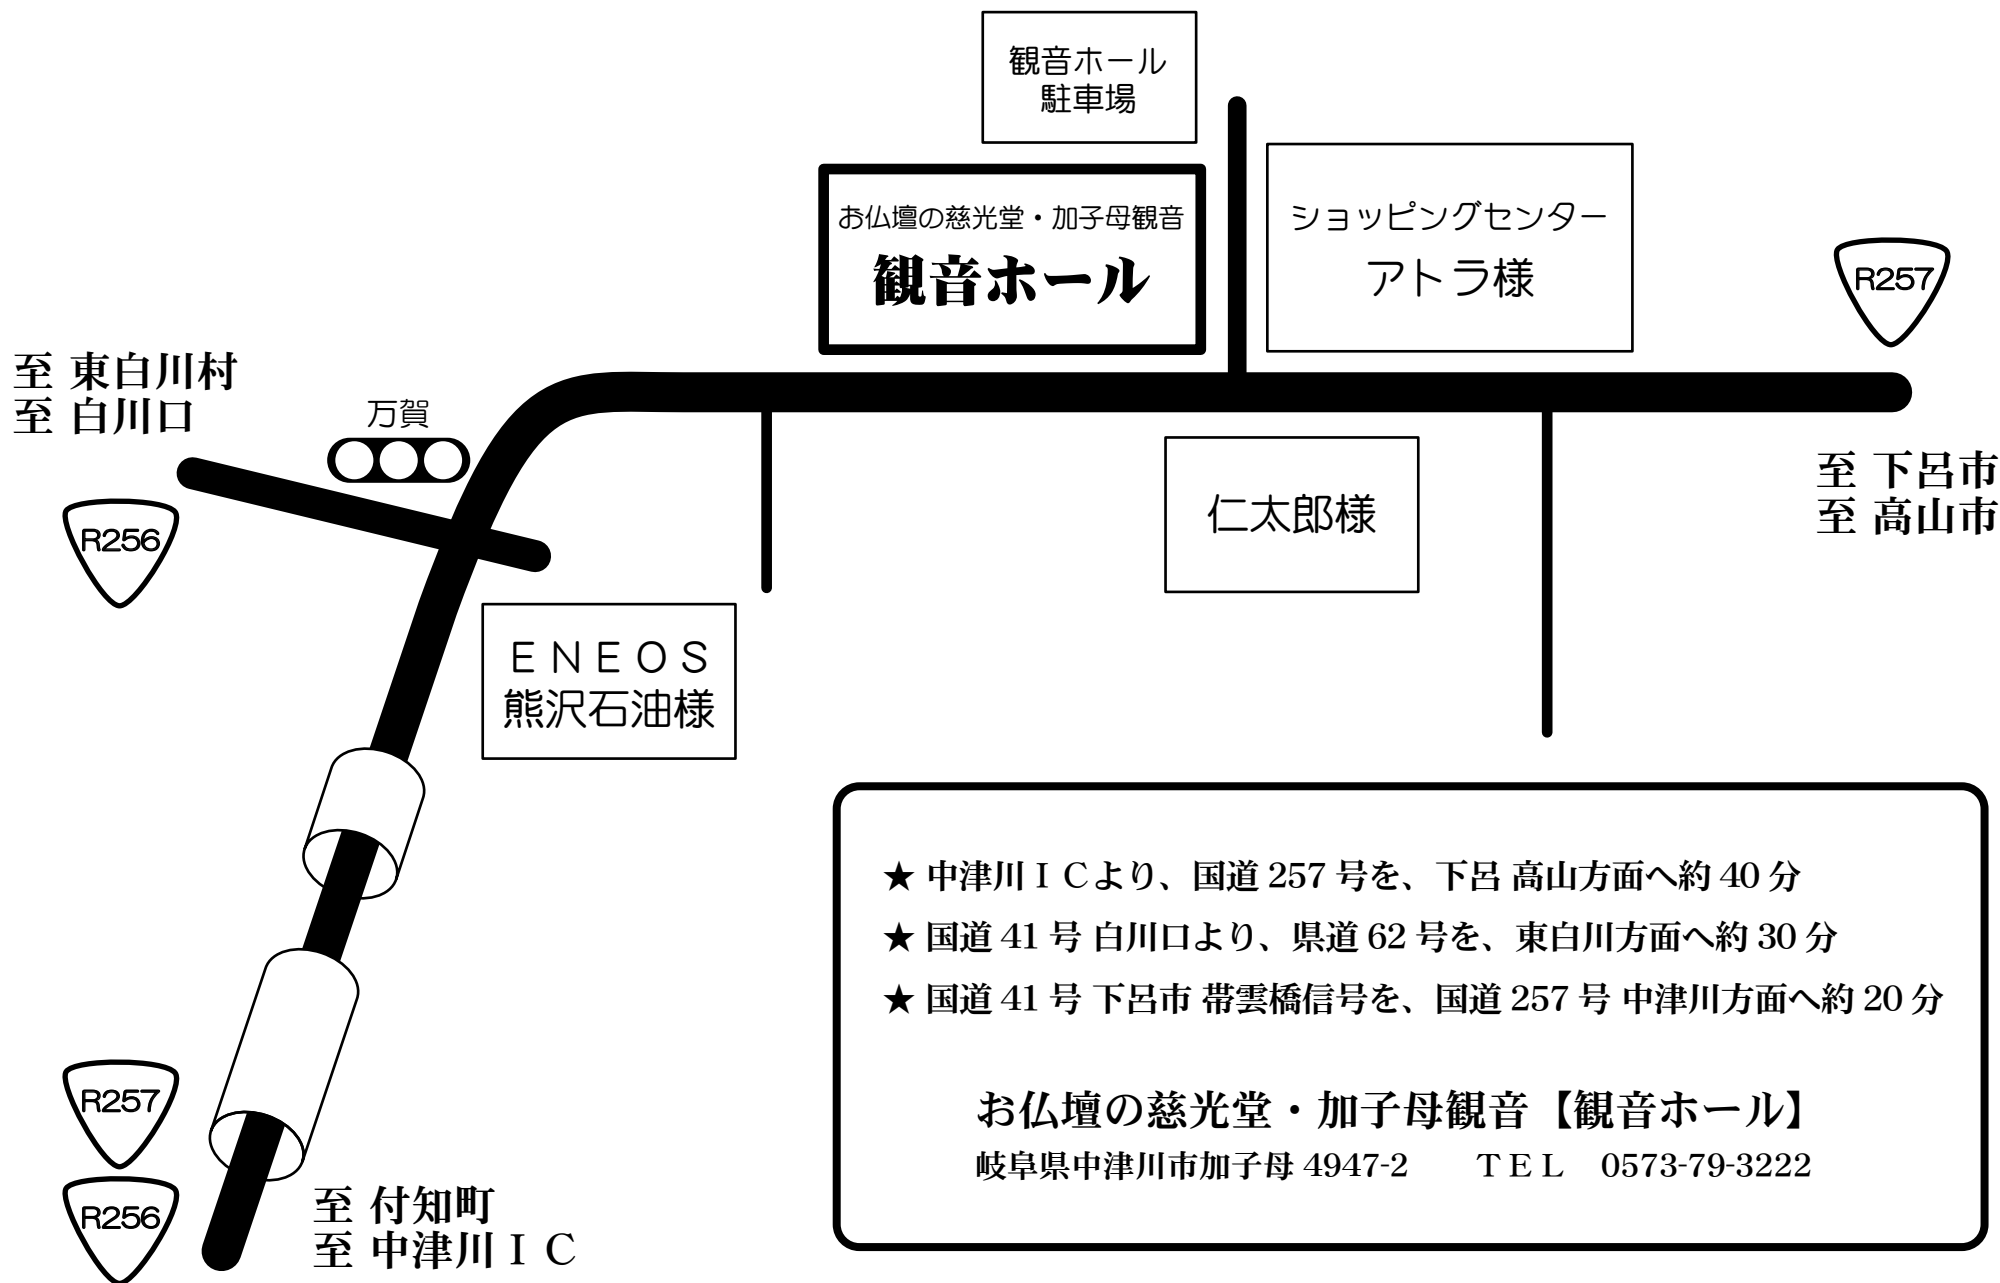 観音ホール
駐車場
お仏壇の慈光堂・加子母観音
観音ホール
ショッピングセンター
アトラ様
R257
至 東白川村
至 白川口
万賀
R256
至 下呂市
至 高山市
仁太郎様
ＥＮＥＯＳ
熊沢石油様
★ 中津川ＩＣより、国道 257 号を、下呂 高山方面へ約 40 分
★ 国道 41 号 白川口より、県道 62 号を、東白川方面へ約 30 分
★ 国道 41 号 下呂市 帯雲橋信号を、国道 257 号 中津川方面へ約 20 分
お仏壇の慈光堂・加子母観音【観音ホール】
岐阜県中津川市加子母 4947-2　　ＴＥＬ　0573-79-3222
R257
R256
至 付知町
至 中津川ＩＣ